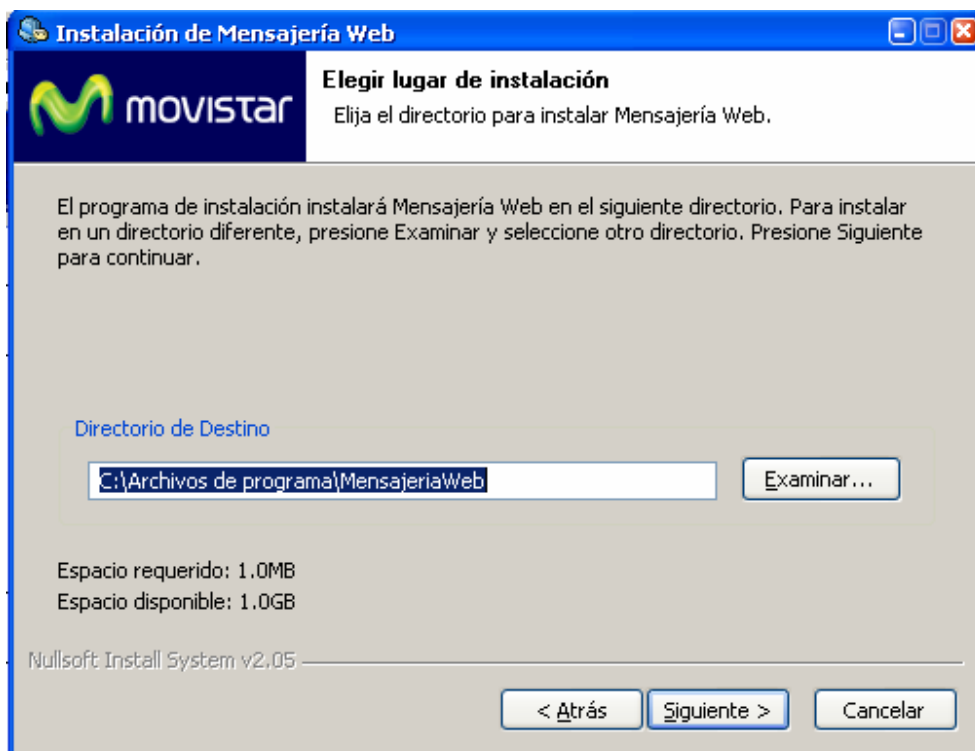 Instalación de Mensajería Web
movistar
Elegir lugar de instalación
Elija el directorio para instalar Mensajería Web.
El programa de instalación instalará Mensajería Web en el siguiente directorio. Para instalar
en un directorio diferente, presione Examinar y seleccione otro directorio. Presione Siguiente
para continuar.
Directorio de Destino
C:\Archivos de programa\MensajeriaWeb
Examinar...
Espacio requerido: 1.0MB
Espacio disponible: 1.0GB
Nullsoft Install System v2.05
< Atrás
Siguiente >
Cancelar